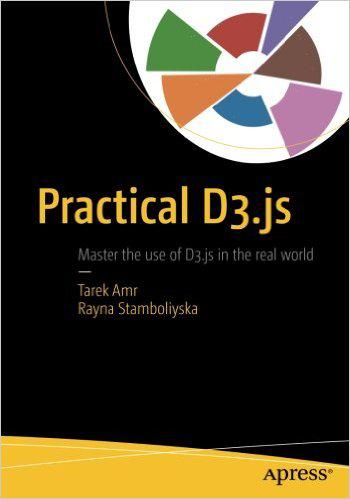 Practical D3.js
Master the use of D3.js in the real world
Tarek Amr
Rayna Stamboliyska
Apress®